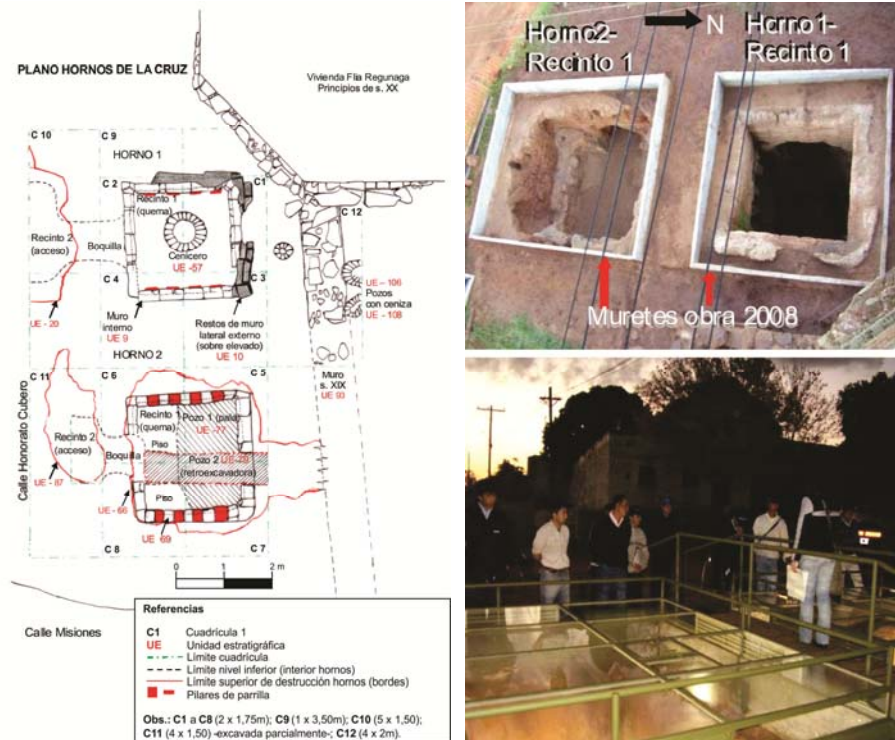 PLANO HORNOS DE LA CRUZ
Vivienda Flia Regunaga
Principios de s. XX
C 10
C 9
HORNO 1
C 2
C1
Recinto 1
(quema)
C 12
Recinto 2
(acceso)
Boquilla
Cenicero
UE -57
C 4
C 3
UE - 106
Pozos
con ceniza
UE - 108
UE - 20
Muro
interno
UE 9
Restos de muro
lateral externo
(sobre elevado)
UE 10
HORNO 2
C 11
C 6
C 5
Muro
s. XIX
UE 93
Calle Honorato Cubero
Recinto 1
(quema)
Pozo 1 (pala)
UE -77
Recinto 2
(acceso)
Piso
Boquilla
Pozo 2
(retroexcavadora)
UE - 87
Piso
UE - 66
UE 69
C 8
C 7
0 1 2 m
Calle Misiones
Referencias
C1 Cuadrícula 1
UE Unidad estratigráfica
Límite cuadrícula
Límite nivel inferior (interior hornos)
Límite superior de destrucción hornos (bordes)
Pilares de parrilla
Obs.: C1 a C8 (2 x 1,75m); C9 (1 x 3,50m); C10 (5 x 1,50);
C11 (4 x 1,50) -excavada parcialmente-; C12 (4 x 2m).
Horno2-
Recinto 1
N
Horno1-
Recinto 1
Muretes obra 2008